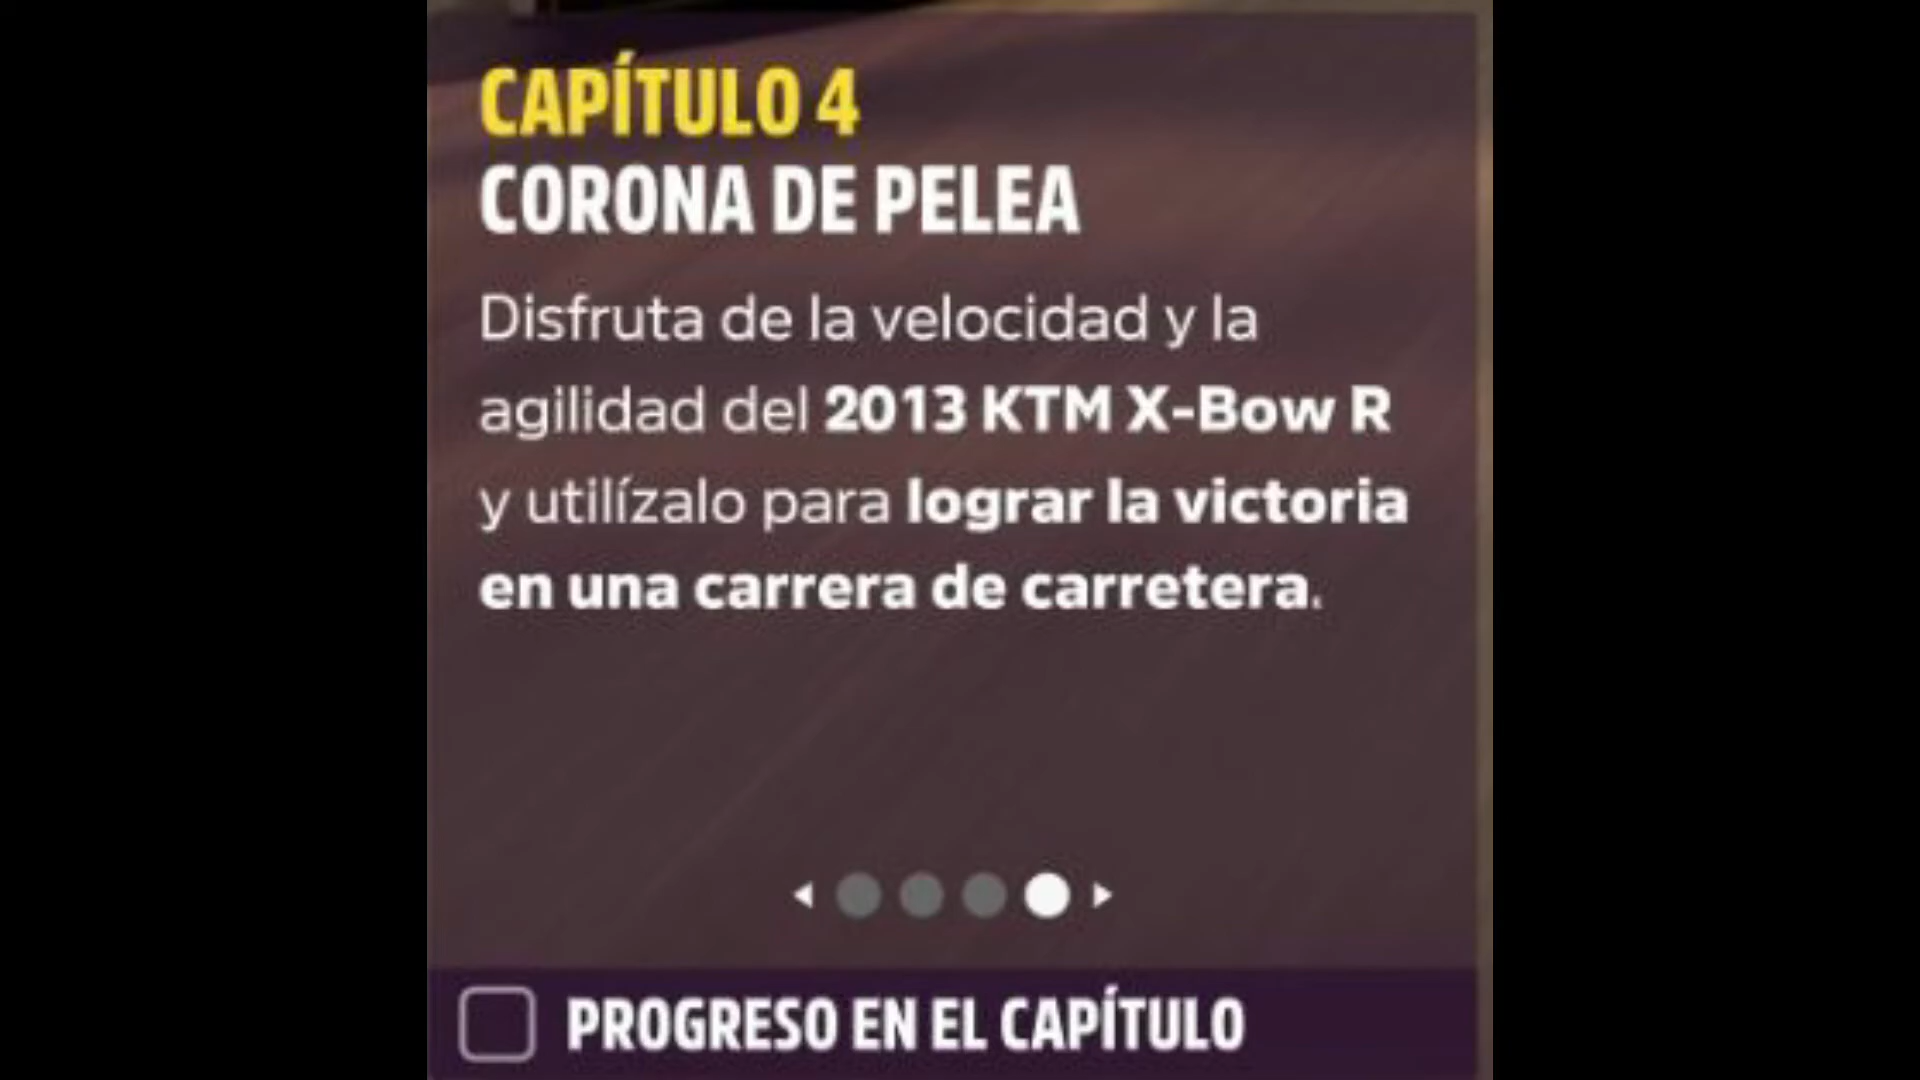 CAPÍTULO 4
CORONA DE PELEA
Disfruta de la velocidad y la
agilidad del 2013 KTM X-Bow R
y utilízalo para lograr la victoria
en una carrera de carretera.
PROGRESO EN EL CAPÍTULO